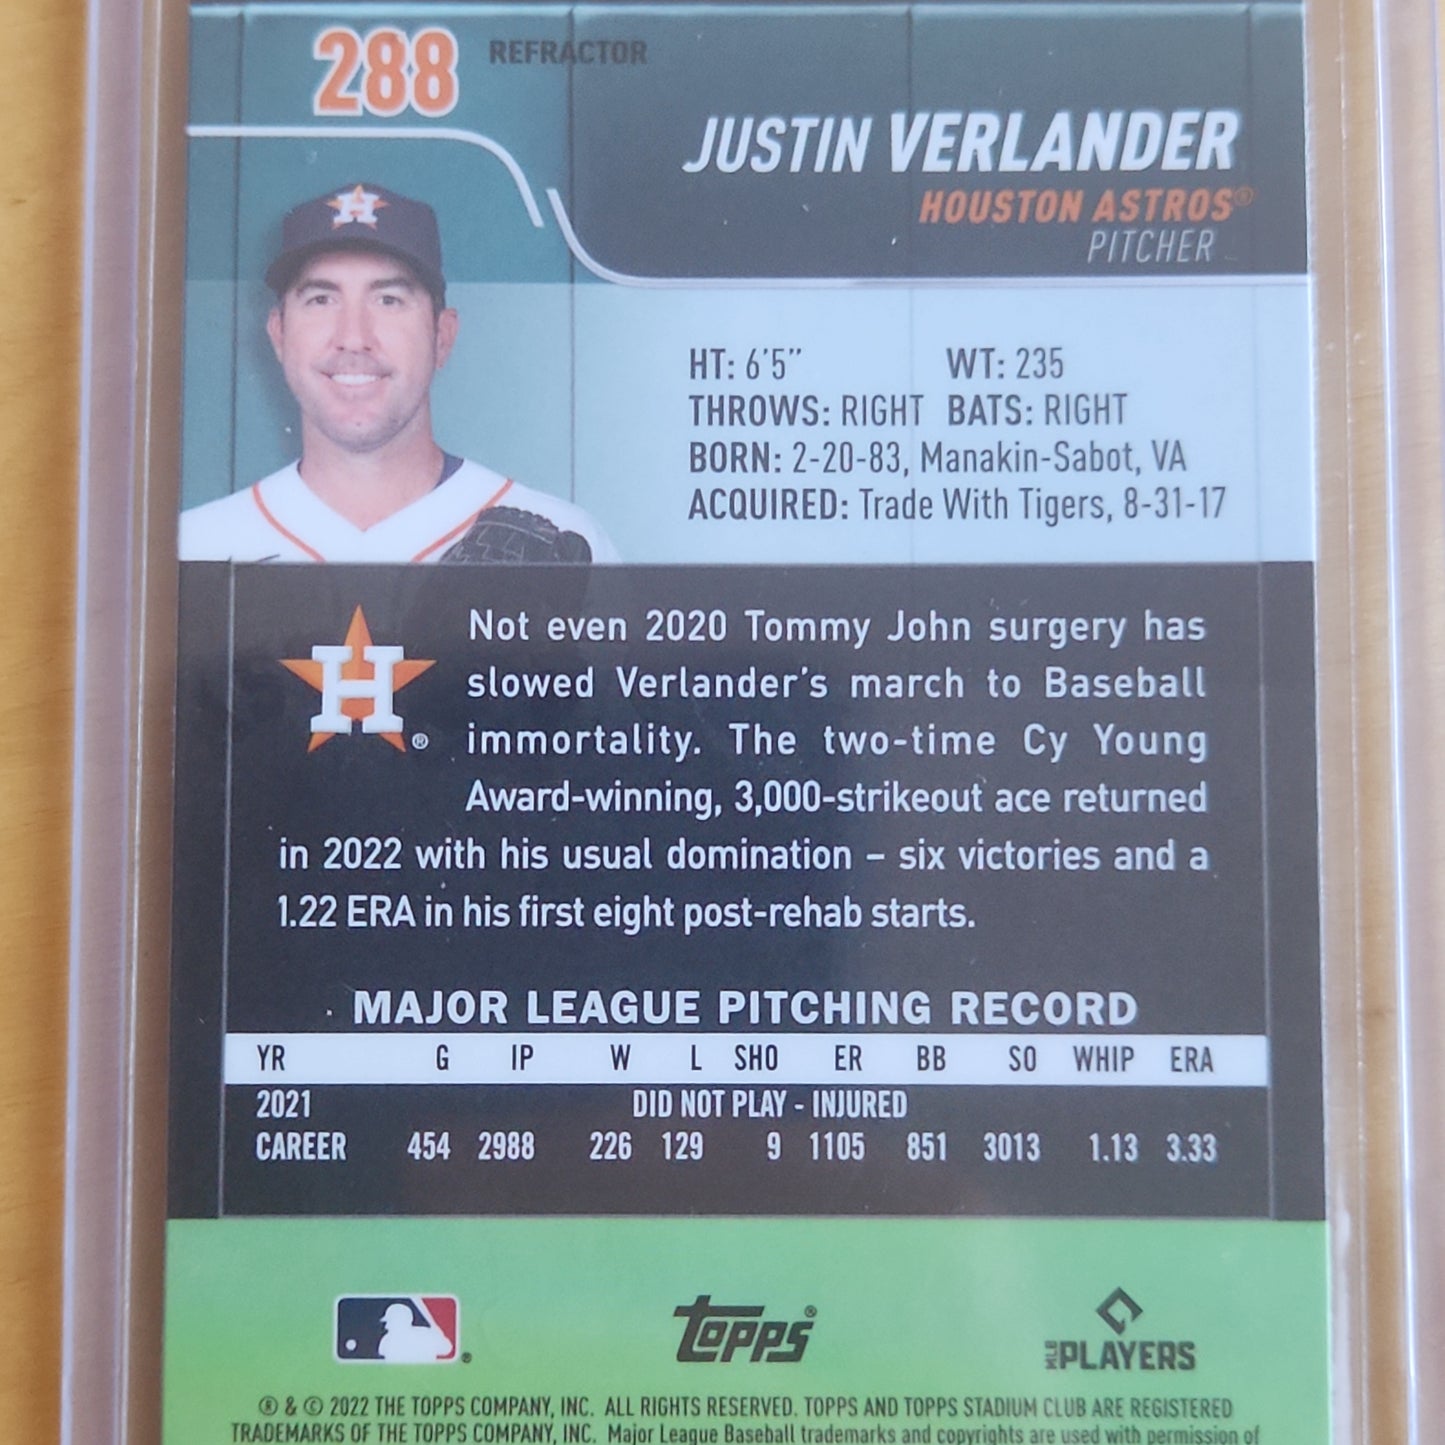 288 REFRACTOR
JUSTIN VERLANDER
HOUSTON ASTROS®
PITCHER
HT: 6'5" WT: 235
THROWS: RIGHT BATS: RIGHT
BORN: 2-20-83, Manakin-Sabot, VA
ACQUIRED: Trade With Tigers, 8-31-17
H
H ®
Not even 2020 Tommy John surgery has
slowed Verlander's march to Baseball
immortality. The two-time Cy Young
Award-winning, 3,000-strikeout ace returned
in 2022 with his usual domination – six victories and a
1.22 ERA in his first eight post-rehab starts.
MAJOR LEAGUE PITCHING RECORD
YR G IP W L SHO ER BB SO WHIP ERA
2021 DID NOT PLAY - INJURED
CAREER 454 2988 226 129 9 1105 851 3013 1.13 3.33
® topps® MLB PLAYERS
® & © 2022 THE TOPPS COMPANY, INC. ALL RIGHTS RESERVED. TOPPS AND TOPPS STADIUM CLUB ARE REGISTERED
TRADEMARKS OF THE TOPPS COMPANY, INC. Major League Baseball trademarks and copyrights are used with permission of